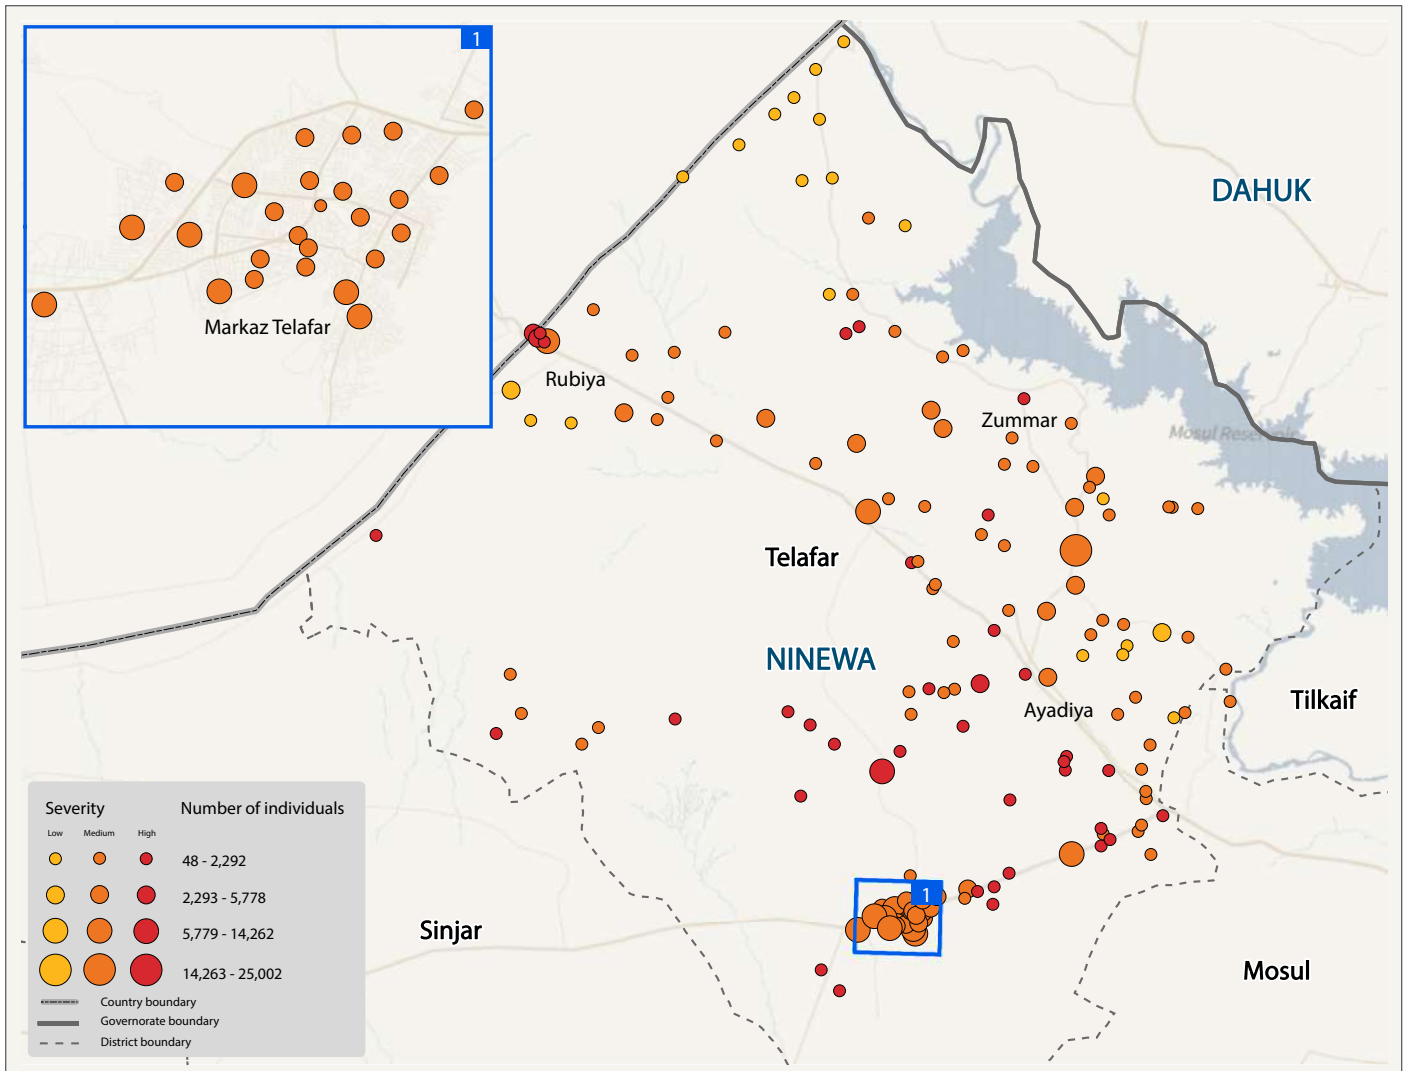 1
DAHUK
Markaz Telafar
Rubiya
Zummar
Mosul Reservoir
Telafar
NINEWA
Tilkaif
Ayadiya
Severity
Number of individuals
Low
Medium
High
48 - 2,292
2,293 - 5,778
5,779 - 14,262
14,263 - 25,002
Country boundary
Governorate boundary
District boundary
1
Sinjar
Mosul